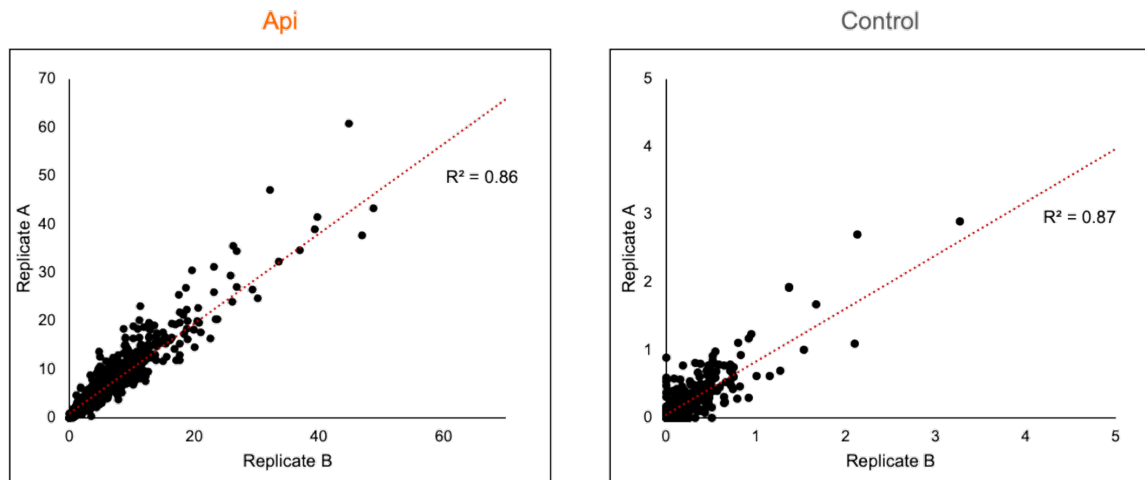 Api
70
60
50
40
30
20
10
0
0 20 40 60
Replicate A
Replicate B
R² = 0.86
Control
5
4
3
2
1
0
0 1 2 3 4 5
Replicate A
Replicate B
R² = 0.87